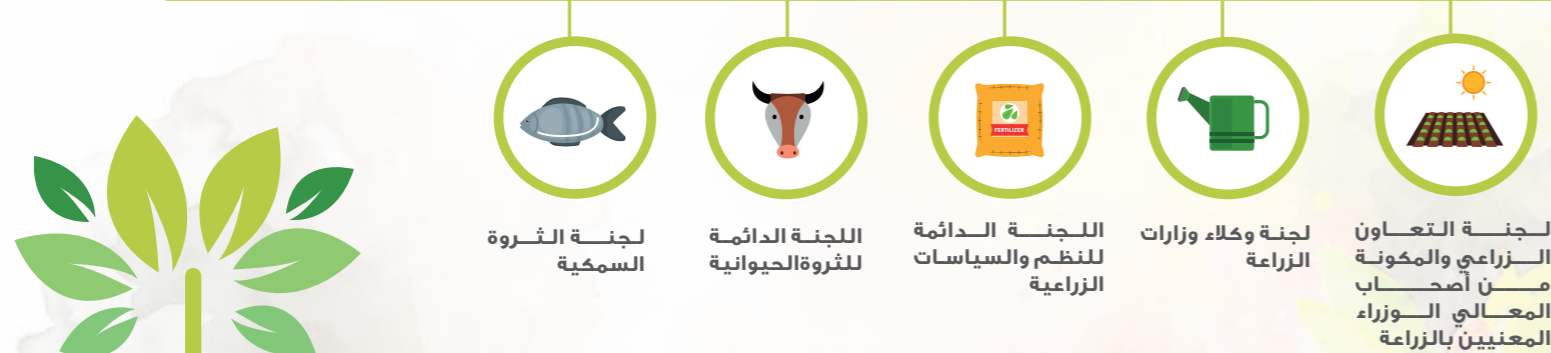 لجنة التعاون
الزراعي والمكونة
من أصحاب
المعالي الوزراء
المعنيين بالزراعة
لجنة وكلاء وزارات
الزراعة
FERTILIZER
اللجنة الدائمة
للنظم والسياسات
الزراعية
اللجنة الدائمة
للثروةالحيوانية
لجنة الثروة
السمكية